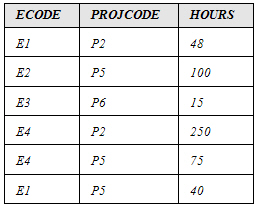 ECODE PROJCODE HOURS
E1 P2 48
E2 P5 100
E3 P6 15
E4 P2 250
E4 P5 75
E1 P5 40